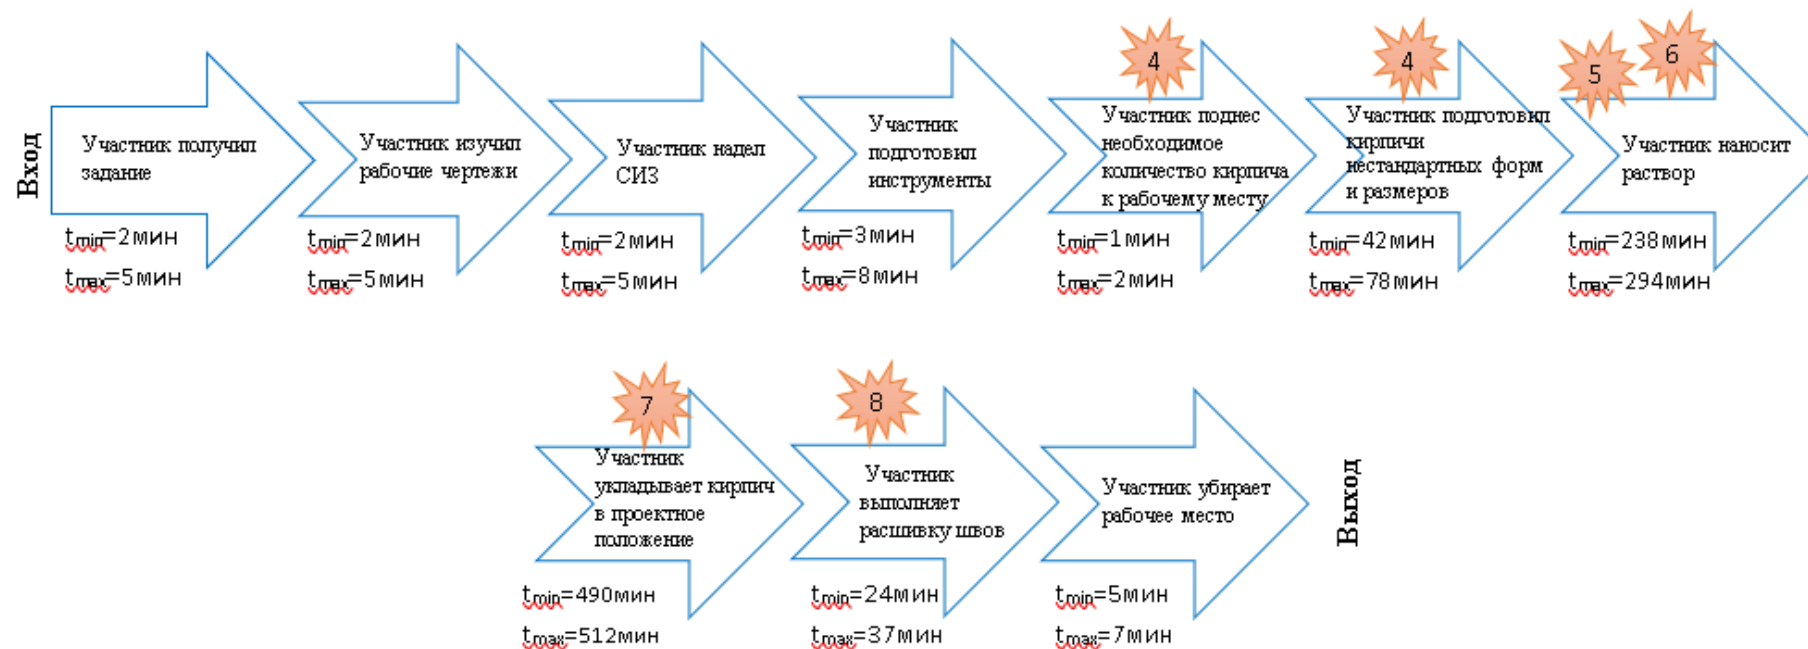 Вход
Участник получил
задание
tmin=2мин
tmax=5мин
Участник изучил
рабочие чертежи
tmin=2мин
tmax=5мин
Участник надел
СИЗ
tmin=2мин
tmax=5мин
Участник
подготовил
инструменты
tmin=3мин
tmax=8мин
4
Участник поднес
необходимое
количество кирпича
к рабочему месту
tmin=1мин
tmax=2мин
4
Участник подготовил
кирпичи
нестандартных форм
и размеров
tmin=42мин
tmax=78мин
5
6
Участник наносит
раствор
tmin=238мин
tmax=294мин
7
Участник
укладывает кирпич
в проектное
положение
tmin=490мин
tmax=512мин
8
Участник
выполняет
расшивку швов
tmin=24мин
tmax=37мин
Участник убирает
рабочее место
tmin=5мин
tmax=7мин
Выход